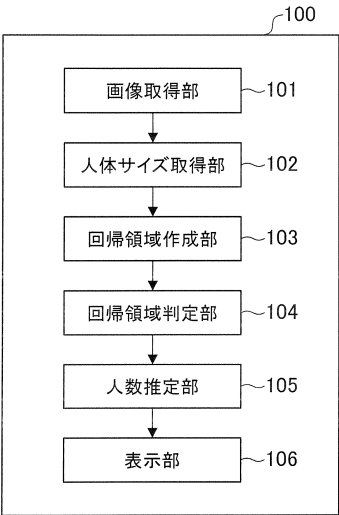 100
画像取得部 101
人体サイズ取得部 102
回帰領域作成部 103
回帰領域判定部 104
人数推定部 105
表示部 106